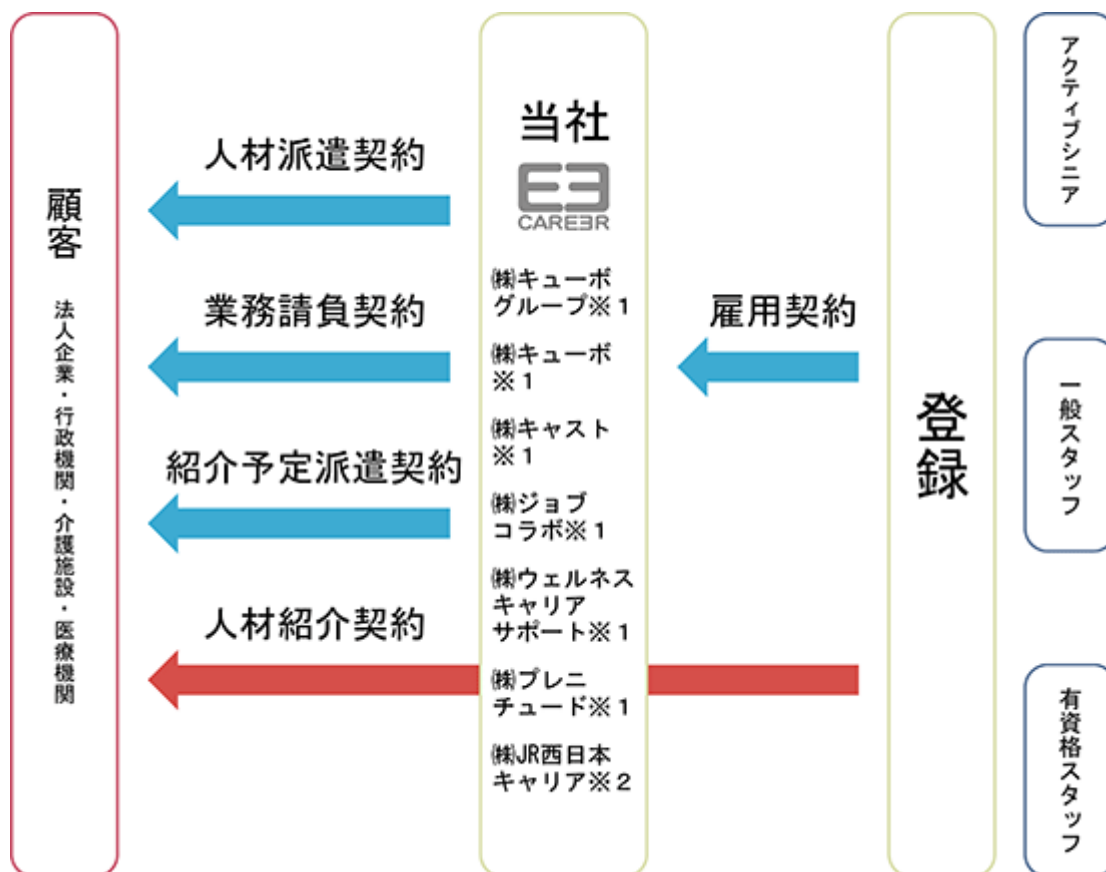 顧客
法人企業・行政機関・介護施設・医療機関
人材派遣契約
業務請負契約
紹介予定派遣契約
人材紹介契約
当社
EƎ
CAREƎR
㈱キューボ
グループ※1
㈱キューボ
※1
㈱キャスト
※1
㈱ジョブ
コラボ※1
㈱ウェルネス
キャリア
サポート※1
㈱プレニ
チュード※1
㈱JR西日本
キャリア※2
雇用契約
登録
アクティブシニア
一般スタッフ
有資格スタッフ